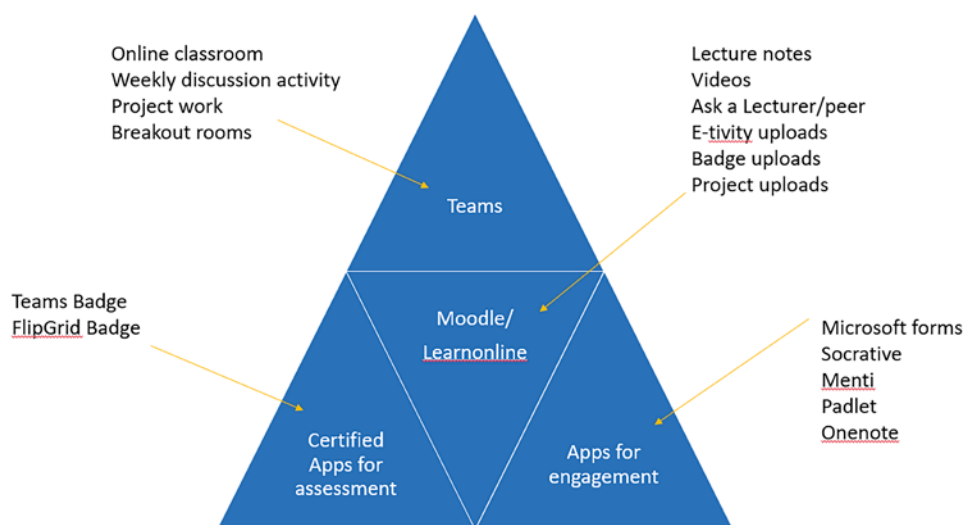 Online classroom
Weekly discussion activity
Project work
Breakout rooms
Lecture notes
Videos
Ask a Lecturer/peer
E-tivity uploads
Badge uploads
Project uploads
Teams
Teams Badge
FlipGrid Badge
Moodle/
Learnonline
Microsoft forms
Socrative
Menti
Padlet
Onenote
Certified
Apps for
assessment
Apps for
engagement